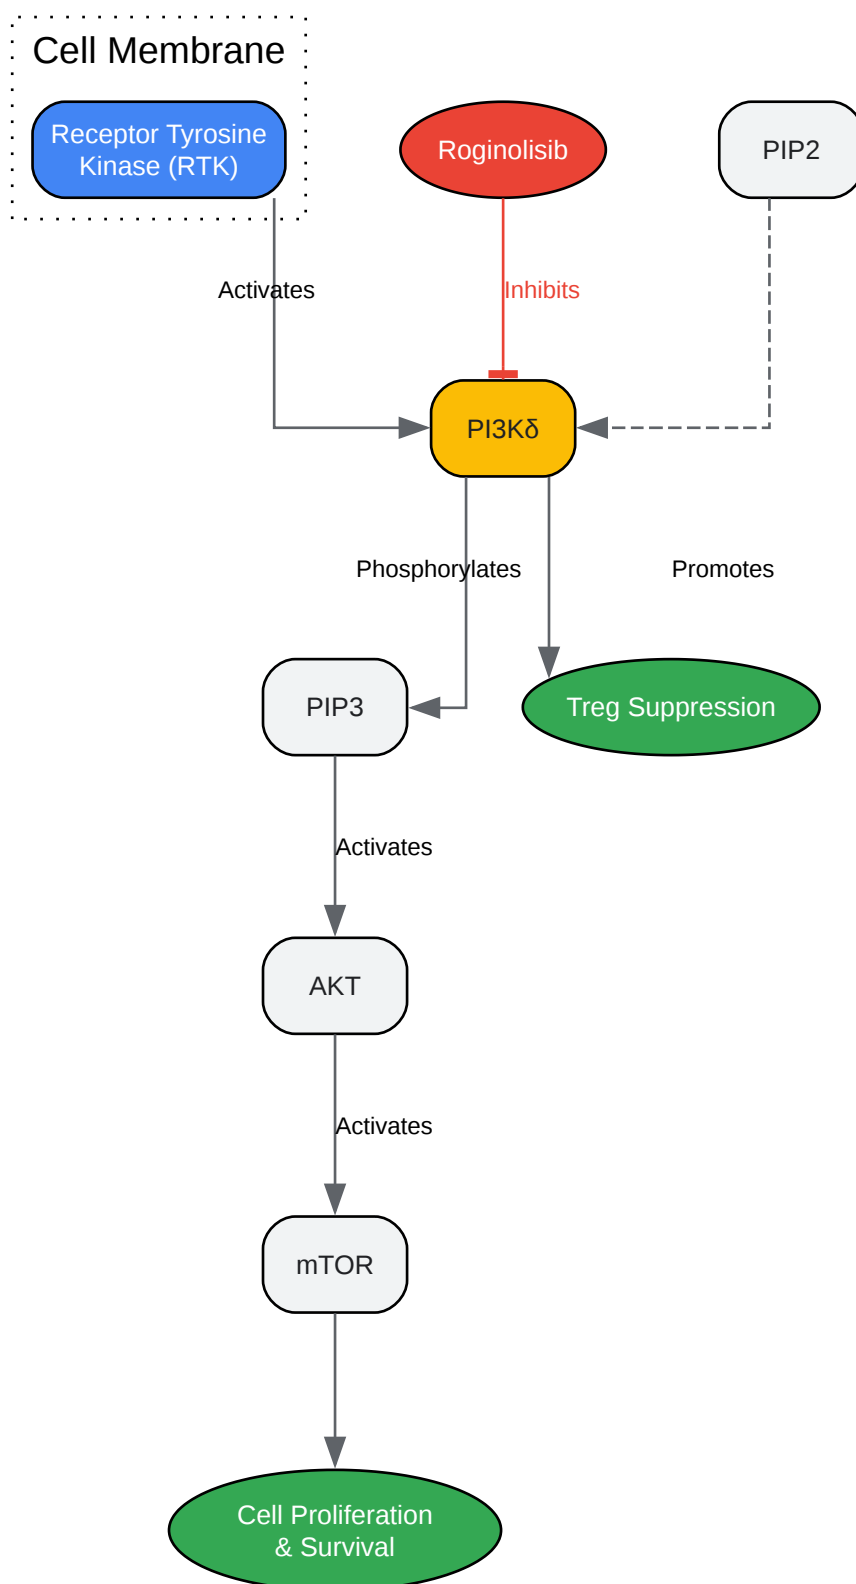 Cell Membrane
Receptor Tyrosine
Kinase (RTK)
Roginolisib
PIP2
Activates
Inhibits
PI3Kδ
Phosphorylates
Promotes
PIP3
Treg Suppression
Activates
AKT
Activates
mTOR
Cell Proliferation
& Survival